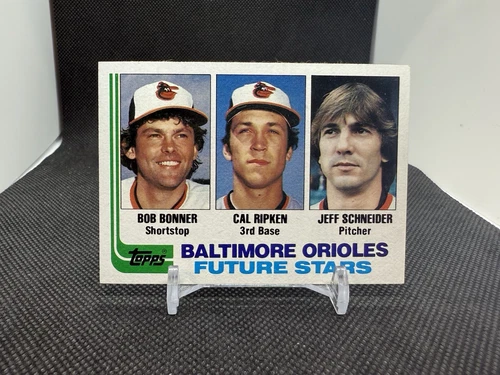 BOB BONNER
Shortstop
CAL RIPKEN
3rd Base
JEFF SCHNEIDER
Pitcher
Topps
BALTIMORE ORIOLES
FUTURE STARS